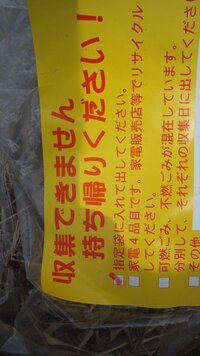 収集できません
持ち帰りください！
指定袋に入れて出してください。
家電４品目です。家電販売店等でリサイクル
してください。
可燃ごみ、不燃ごみが混在しています。
分別して、それぞれの収集日に出してくださ
その他